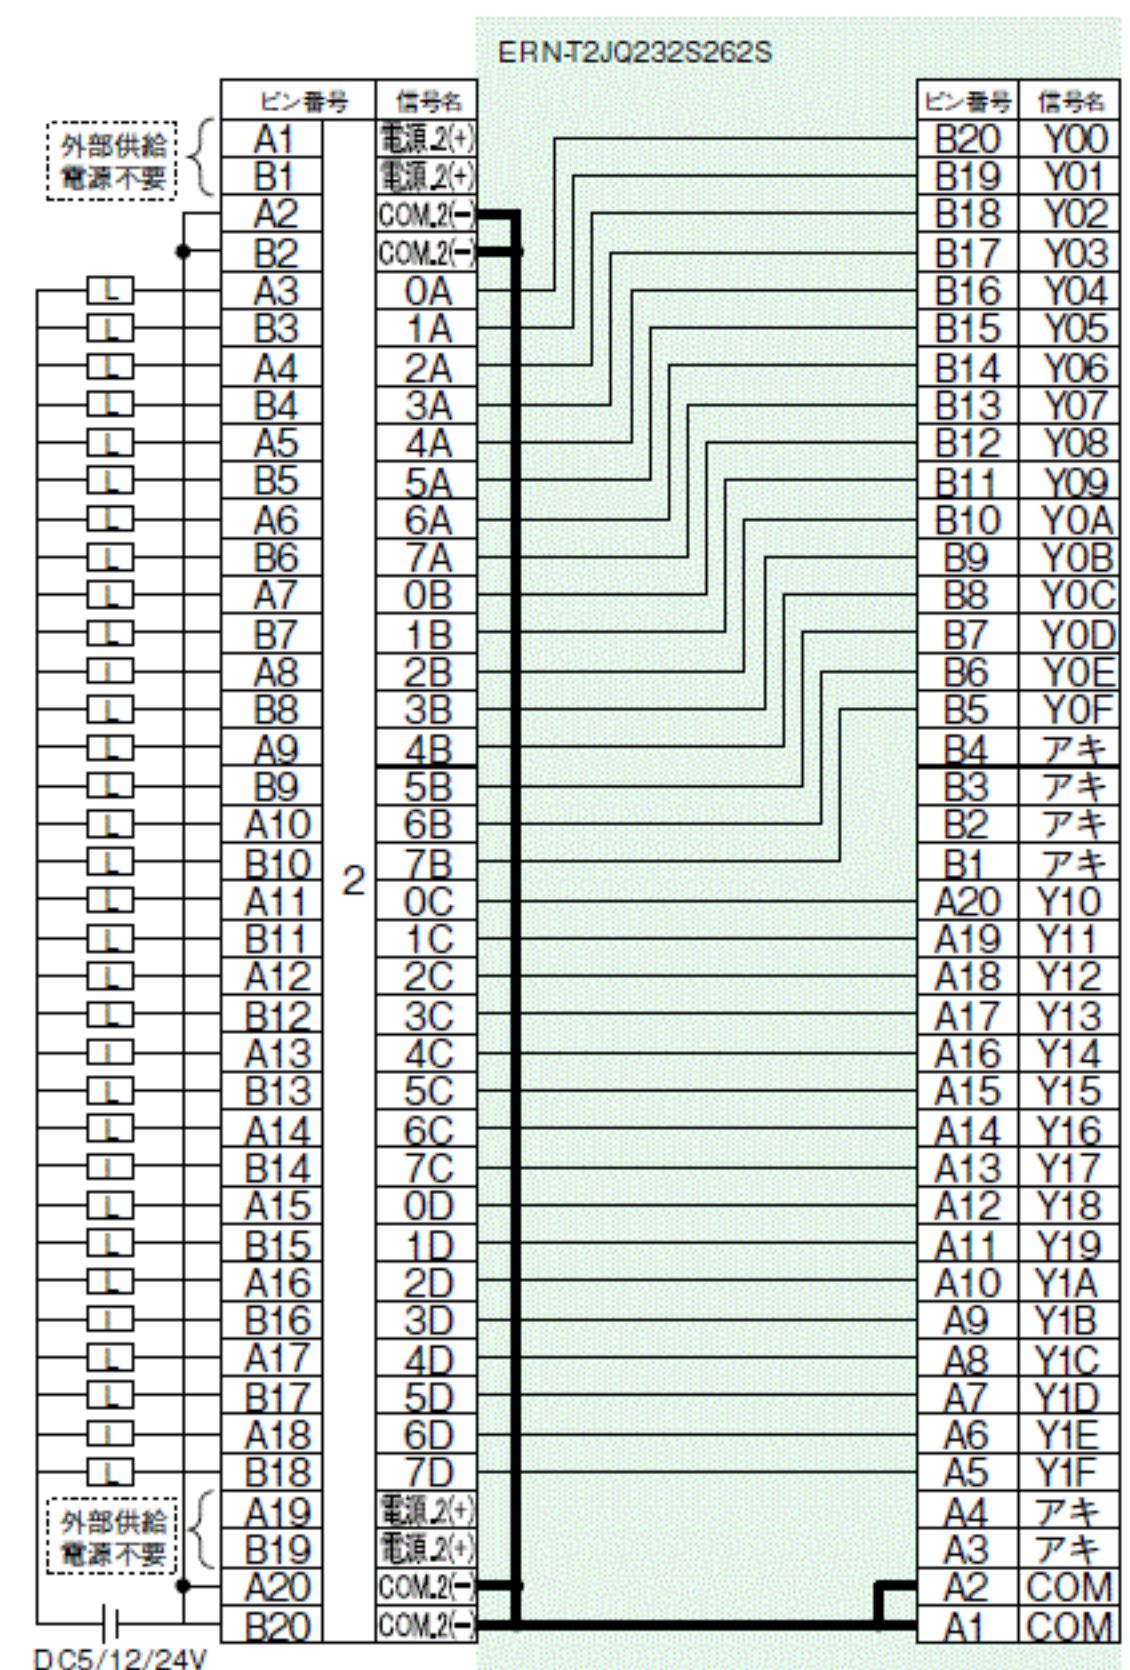 ERN-T2JQ232S262S
ピン番号 信号名 ピン番号 信号名
外部供給
電源不要
A1 電源.2(+) B20 Y00
B1 電源.2(+) B19 Y01
A2 COM.2(−) B18 Y02
B2 COM.2(−) B17 Y03
L A3 0A B16 Y04
L B3 1A B15 Y05
L A4 2A B14 Y06
L B4 3A B13 Y07
L A5 4A B12 Y08
L B5 5A B11 Y09
L A6 6A B10 Y0A
L B6 7A B9 Y0B
L A7 0B B8 Y0C
L B7 1B B7 Y0D
L A8 2B B6 Y0E
L B8 3B B5 Y0F
L A9 4B B4 アキ
L B9 5B B3 アキ
L A10 6B B2 アキ
L B10 2 7B B1 アキ
L A11 0C A20 Y10
L B11 1C A19 Y11
L A12 2C A18 Y12
L B12 3C A17 Y13
L A13 4C A16 Y14
L B13 5C A15 Y15
L A14 6C A14 Y16
L B14 7C A13 Y17
L A15 0D A12 Y18
L B15 1D A11 Y19
L A16 2D A10 Y1A
L B16 3D A9 Y1B
L A17 4D A8 Y1C
L B17 5D A7 Y1D
L A18 6D A6 Y1E
L B18 7D A5 Y1F
外部供給
電源不要
A19 電源.2(+) A4 アキ
B19 電源.2(+) A3 アキ
A20 COM.2(−) A2 COM
B20 COM.2(−) A1 COM
DC5/12/24V